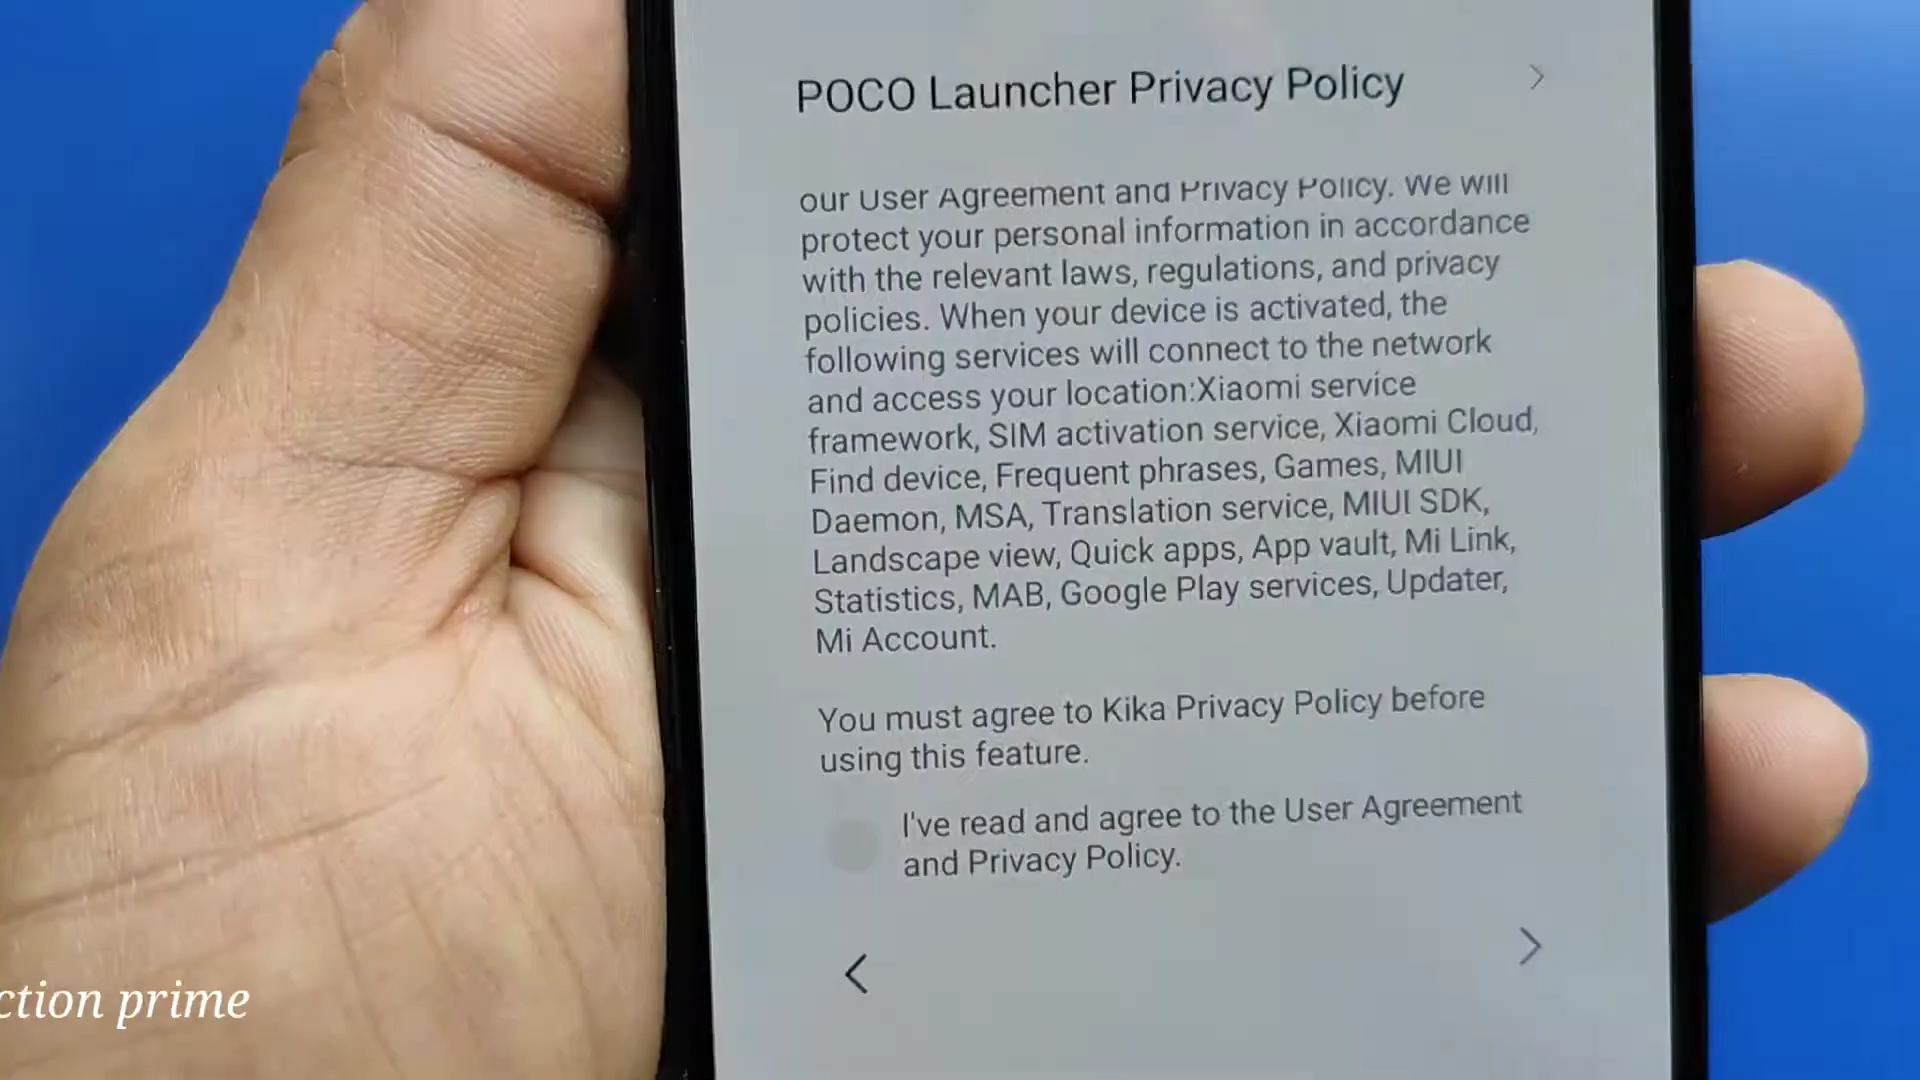 POCO Launcher Privacy Policy
our User Agreement and Privacy Policy. We will
protect your personal information in accordance
with the relevant laws, regulations, and privacy
policies. When your device is activated, the
following services will connect to the network
and access your location:Xiaomi service
framework, SIM activation service, Xiaomi Cloud,
Find device, Frequent phrases, Games, MIUI
Daemon, MSA, Translation service, MIUI SDK,
Landscape view, Quick apps, App vault, Mi Link,
Statistics, MAB, Google Play services, Updater,
Mi Account.
You must agree to Kika Privacy Policy before
using this feature.
I've read and agree to the User Agreement
and Privacy Policy.
ction prime